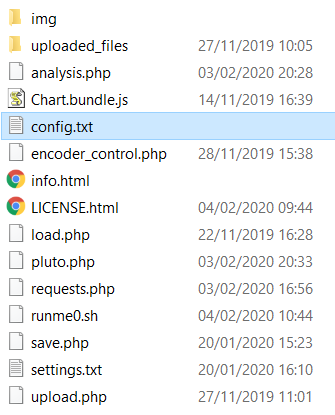 img
uploaded_files 27/11/2019 10:05
analysis.php 03/02/2020 20:28
Chart.bundle.js 14/11/2019 16:39
config.txt
encoder_control.php 28/11/2019 15:38
info.html
LICENSE.html 04/02/2020 09:44
load.php 22/11/2019 16:28
pluto.php 03/02/2020 20:33
requests.php 03/02/2020 16:56
runme0.sh 04/02/2020 10:44
save.php 20/01/2020 15:23
settings.txt 20/01/2020 16:10
upload.php 27/11/2019 11:01